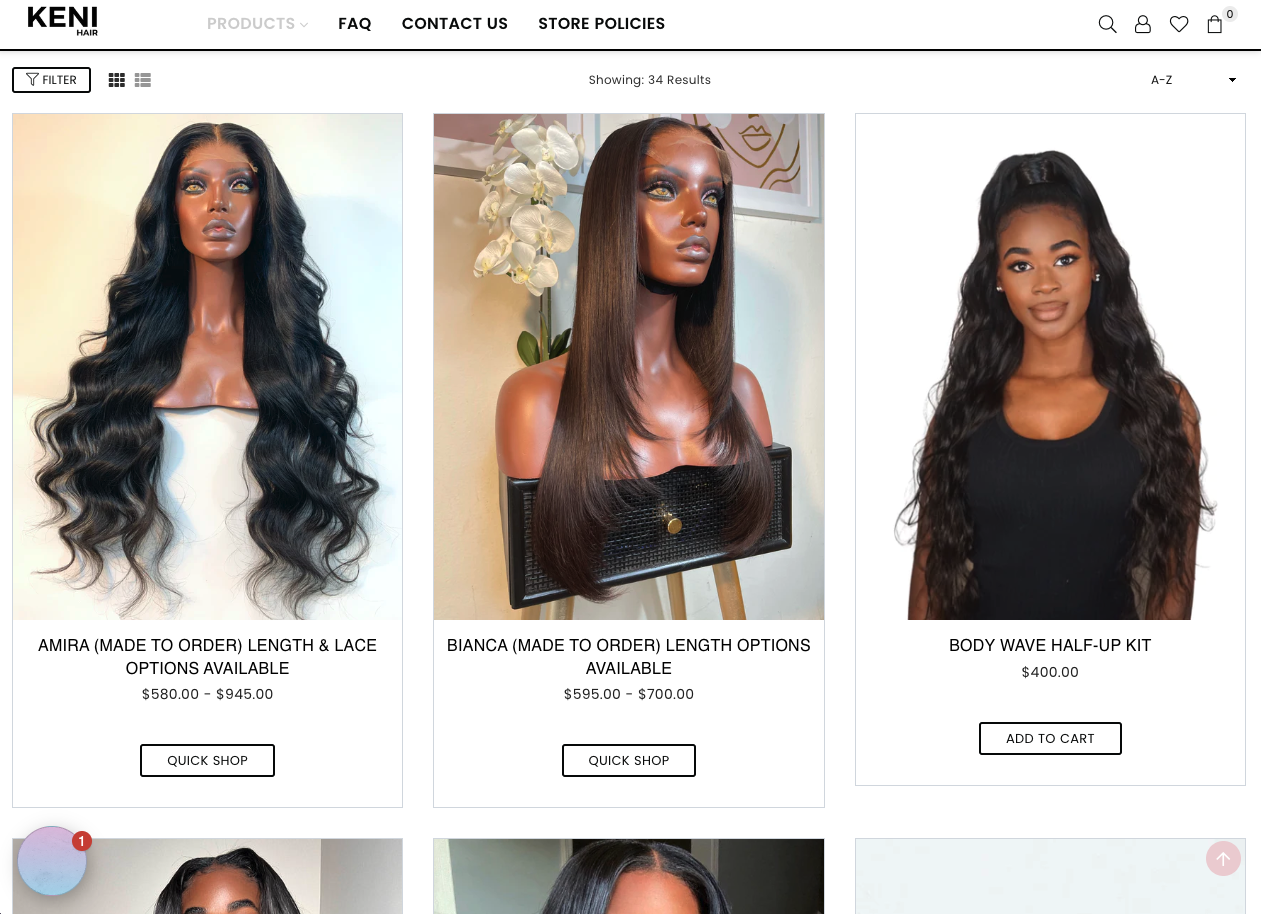 KENI
HAIR
PRODUCTS
FAQ
CONTACT US
STORE POLICIES
0
FILTER
Showing: 34 Results
A-Z
AMIRA (MADE TO ORDER) LENGTH & LACE
OPTIONS AVAILABLE
$580.00 - $945.00
QUICK SHOP
BIANCA (MADE TO ORDER) LENGTH OPTIONS
AVAILABLE
$595.00 - $700.00
QUICK SHOP
BODY WAVE HALF-UP KIT
$400.00
ADD TO CART
1